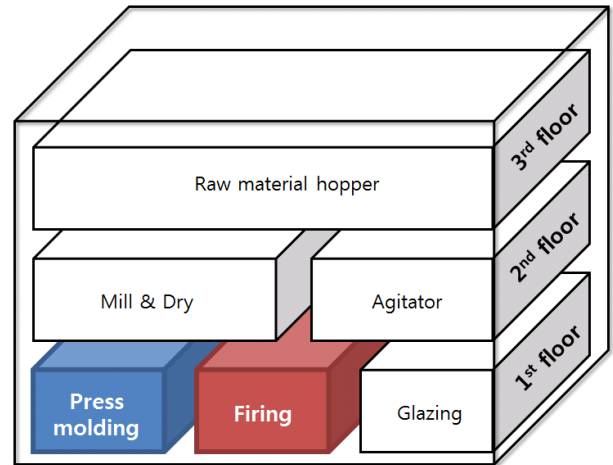 Raw material hopper
3rd floor
Mill & Dry
Agitator
2nd floor
Press
molding
Firing
Glazing
1st floor